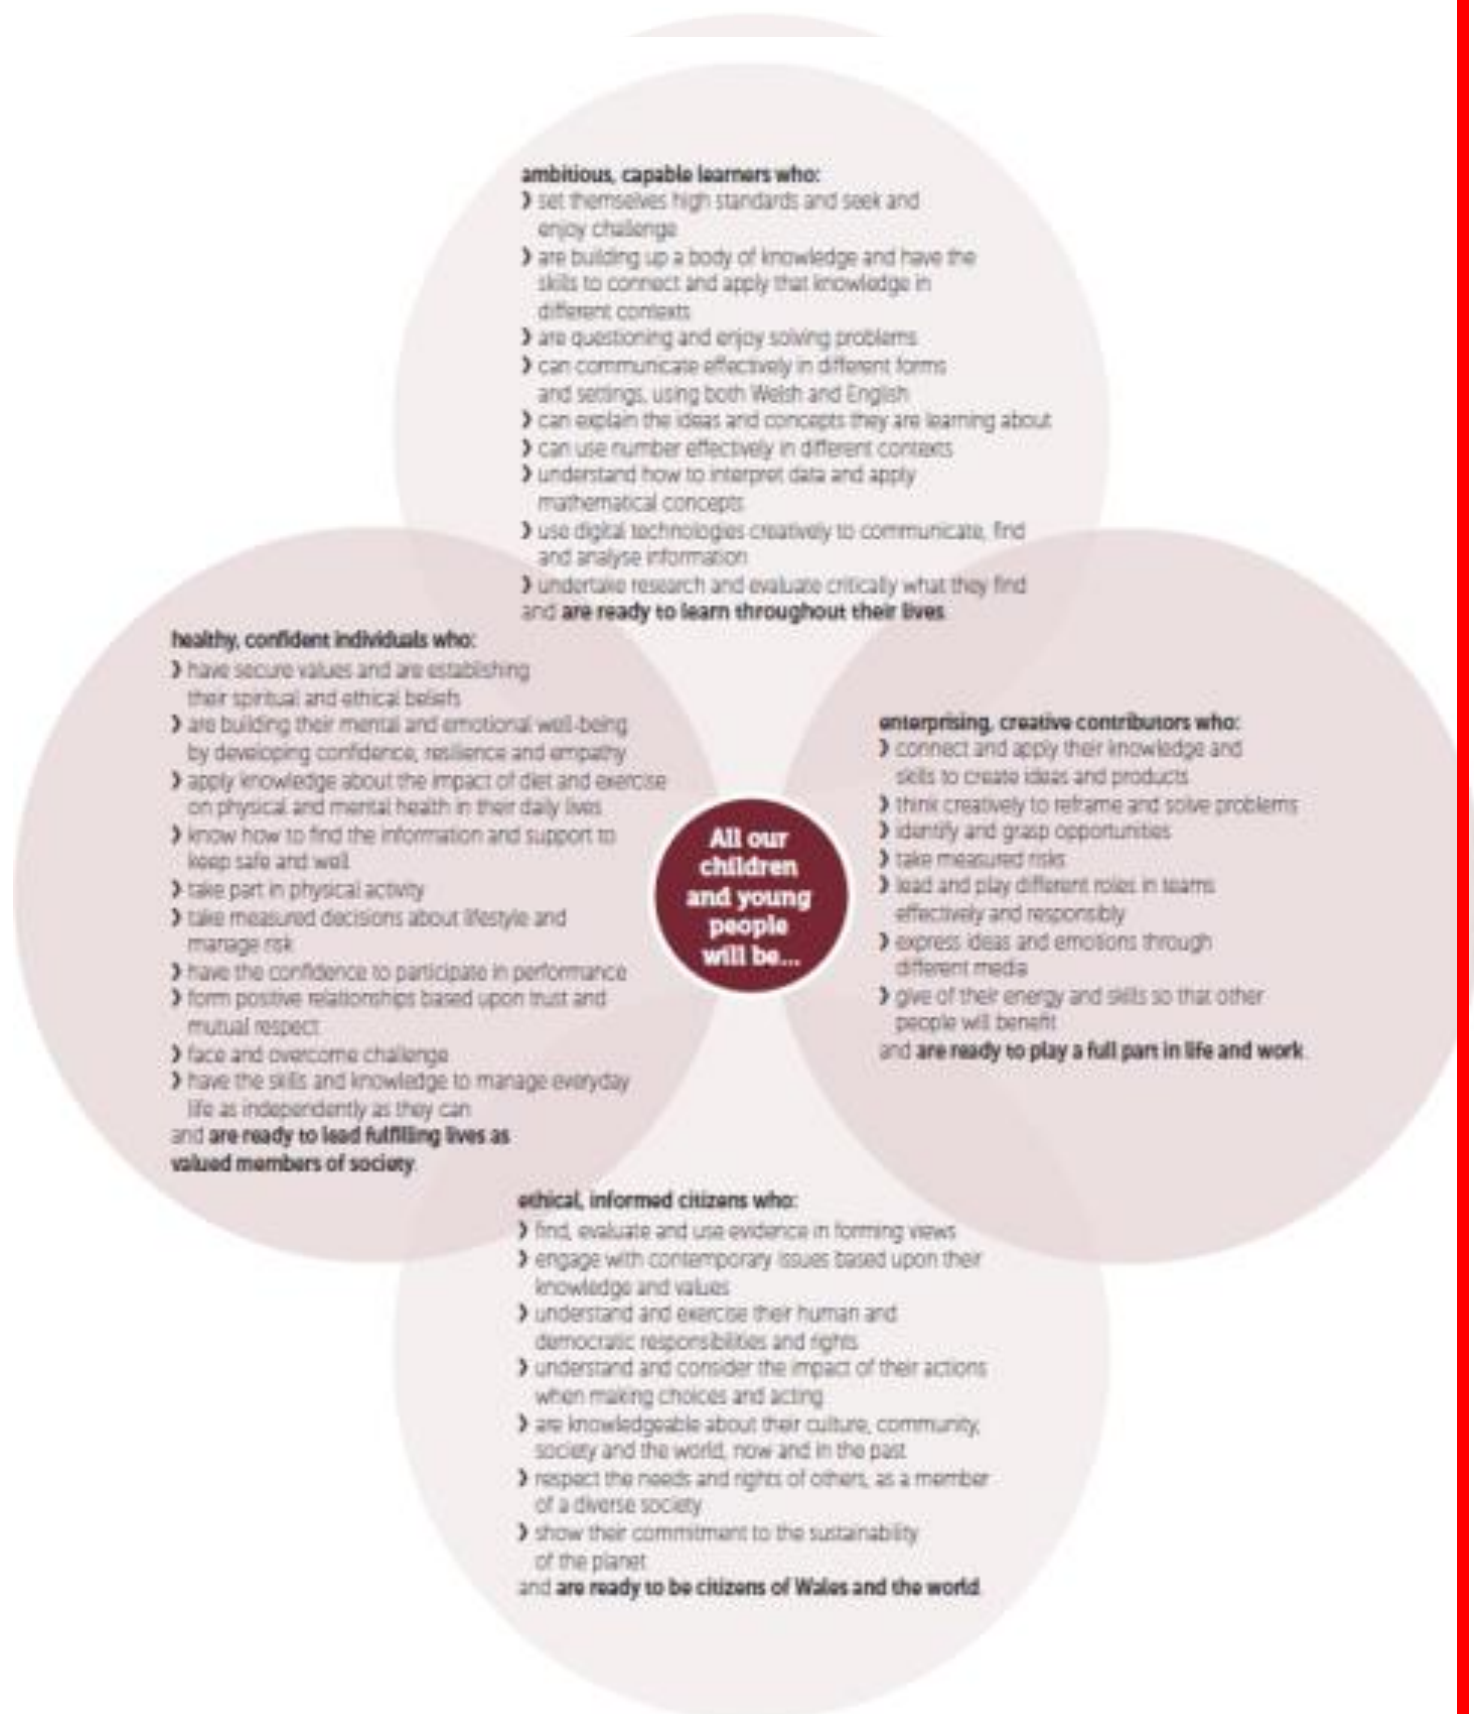 ambitious, capable learners who:
❯ set themselves high standards and seek and
enjoy challenge
❯ are building up a body of knowledge and have the
skills to connect and apply that knowledge in
different contexts
❯ are questioning and enjoy solving problems
❯ can communicate effectively in different forms
and settings, using both Welsh and English
❯ can explain the ideas and concepts they are learning about
❯ can use number effectively in different contexts
❯ understand how to interpret data and apply
mathematical concepts
❯ use digital technologies creatively to communicate, find
and analyse information
❯ undertake research and evaluate critically what they find
and are ready to learn throughout their lives.
healthy, confident individuals who:
❯ have secure values and are establishing
their spiritual and ethical beliefs
❯ are building their mental and emotional well-being
by developing confidence, resilience and empathy
❯ apply knowledge about the impact of diet and exercise
on physical and mental health in their daily lives
❯ know how to find the information and support to
keep safe and well
❯ take part in physical activity
❯ take measured decisions about lifestyle and
manage risk
❯ have the confidence to participate in performance
❯ form positive relationships based upon trust and
mutual respect
❯ face and overcome challenge
❯ have the skills and knowledge to manage everyday
life as independently as they can
and are ready to lead fulfilling lives as
valued members of society.
All our
children
and young
people
will be...
enterprising, creative contributors who:
❯ connect and apply their knowledge and
skills to create ideas and products
❯ think creatively to reframe and solve problems
❯ identify and grasp opportunities
❯ take measured risks
❯ lead and play different roles in teams
effectively and responsibly
❯ express ideas and emotions through
different media
❯ give of their energy and skills so that other
people will benefit
and are ready to play a full part in life and work.
ethical, informed citizens who:
❯ find, evaluate and use evidence in forming views
❯ engage with contemporary issues based upon their
knowledge and values
❯ understand and exercise their human and
democratic responsibilities and rights
❯ understand and consider the impact of their actions
when making choices and acting
❯ are knowledgeable about their culture, community,
society and the world, now and in the past
❯ respect the needs and rights of others, as a member
of a diverse society
❯ show their commitment to the sustainability
of the planet
and are ready to be citizens of Wales and the world.